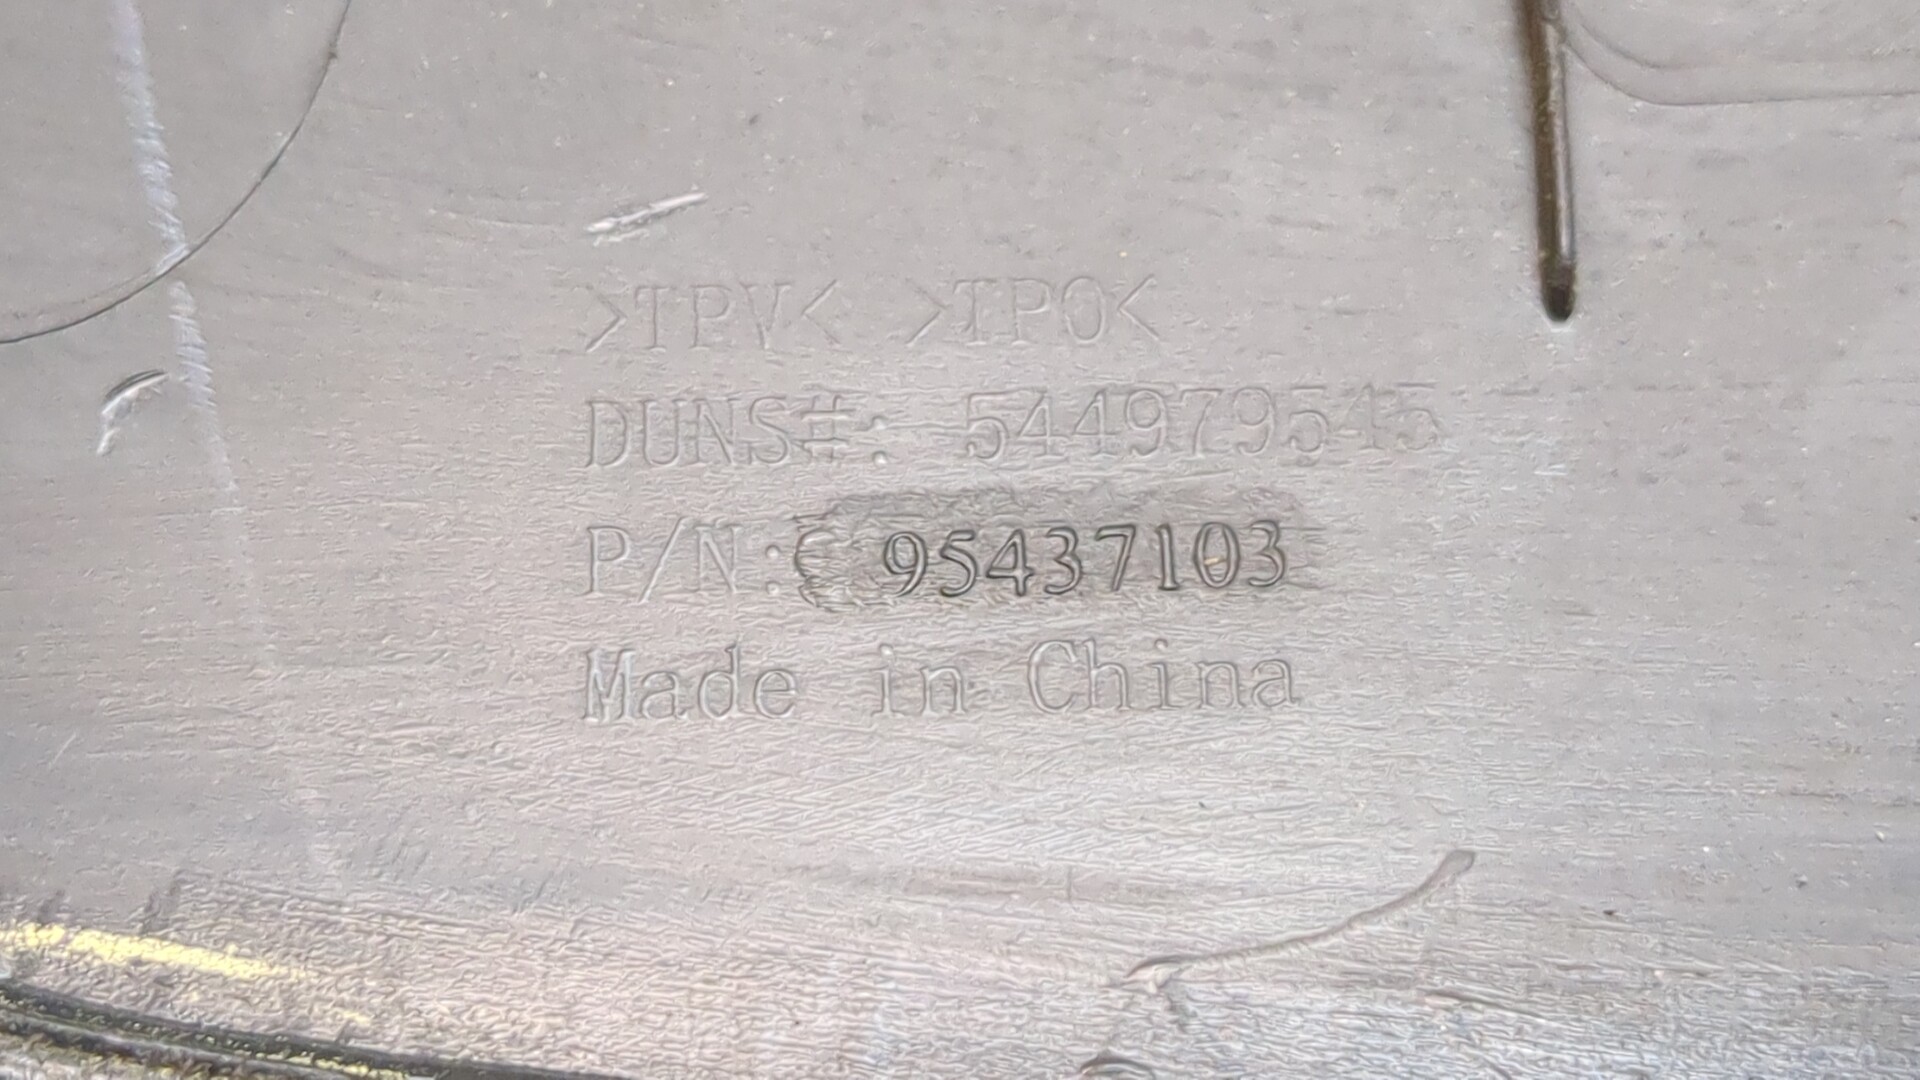 >TPV< >TPO<
DUNS#: 544979545
P/N: 95437103
Made in China